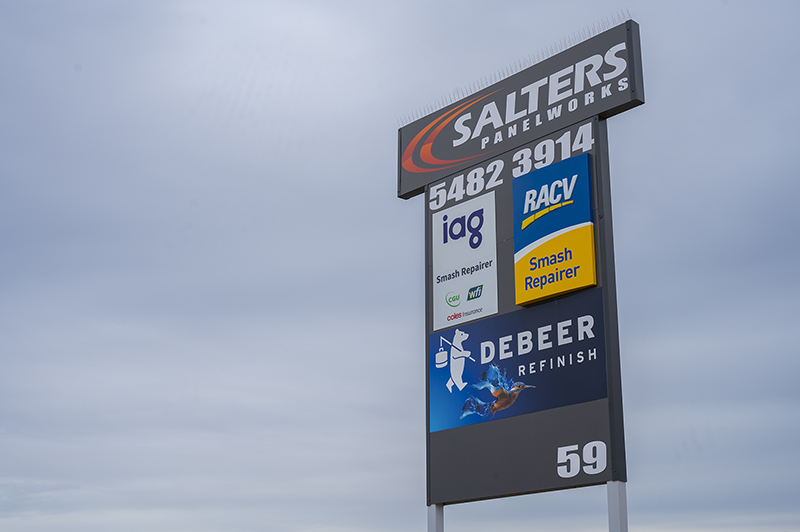 SALTERS
PANELWORKS
5482 3914
iag
Smash Repairer
CGU wfi
coles Insurance
RACV
Smash
Repairer
DEBEER
REFINISH
59